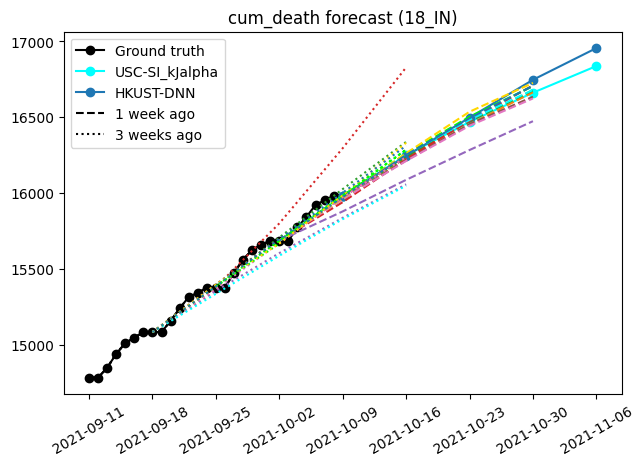 cum_death forecast (18_IN)
Ground truth
USC-SI_kJalpha
HKUST-DNN
1 week ago
3 weeks ago
17000
16500
16000
15500
15000
2021-09-11
2021-09-18
2021-09-25
2021-10-02
2021-10-09
2021-10-16
2021-10-23
2021-10-30
2021-11-06